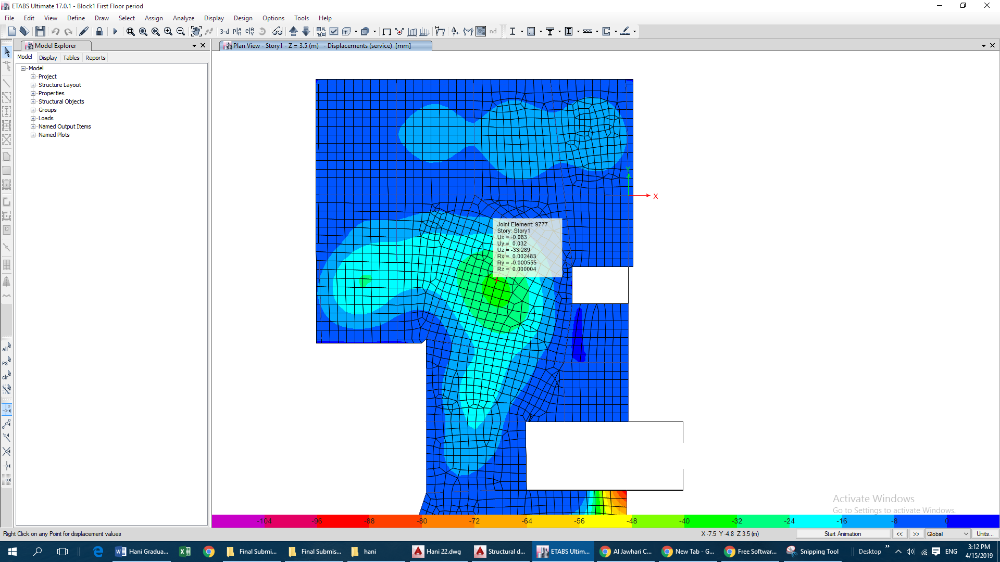 ETABS Ultimate 17.0.1 - Block1 First Floor period
File Edit View Define Draw Select Assign Analyze Display Design Options Tools Help
3-d pla ele nd
Model Explorer
Plan View - Story1 - Z = 3.5 (m) - Displacements (service) [mm]
Model Display Tables Reports
Model
Project
Structure Layout
Properties
Structural Objects
Groups
Loads
Named Output Items
Named Plots
Y
X
Joint Element: 9777
Story: Story1
Ux = -0.083
Uy = 0.032
Uz = -33.289
Rx = 0.002483
Ry = -0.000555
Rz = 0.000004
all
PS
clr
Activate Windows
Go to Settings to activate Windows.
-104 -96 -88 -80 -72 -64 -56 -48 -40 -32 -24 -16 -8 0
Right Click on any Point for displacement values
X -7.5 Y -4.8 Z 3.5 (m)
Start Animation
<< >>
Global
Units...
Hani Gradua...
Final Submi...
Final Submis...
hani
Hani 22.dwg
Structural d...
ETABS Ultim...
Al Jawhari C...
New Tab - G...
Free Softwar...
Snipping Tool
Desktop
ENG
3:12 PM
4/15/2019